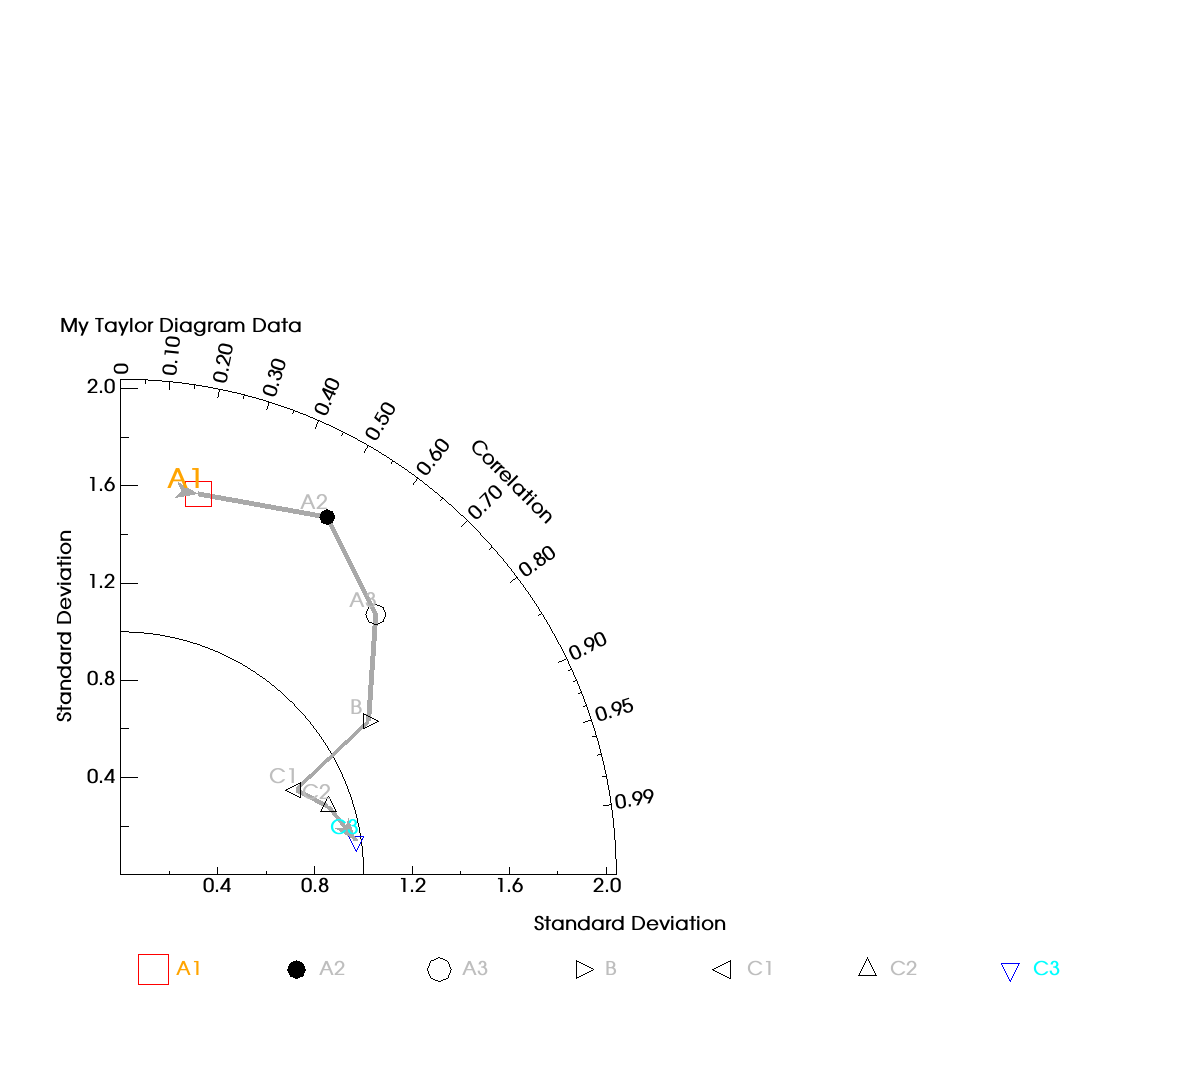 My Taylor Diagram Data
0
0.10
0.20
0.30
0.40
0.50
0.60
0.70
0.80
0.90
0.95
0.99
Correlation
2.0
1.6
1.2
0.8
0.4
Standard Deviation
A1
A2
A3
B
C1
C2
C3
0.4 0.8 1.2 1.6 2.0
Standard Deviation
A1 A2 A3 B C1 C2 C3